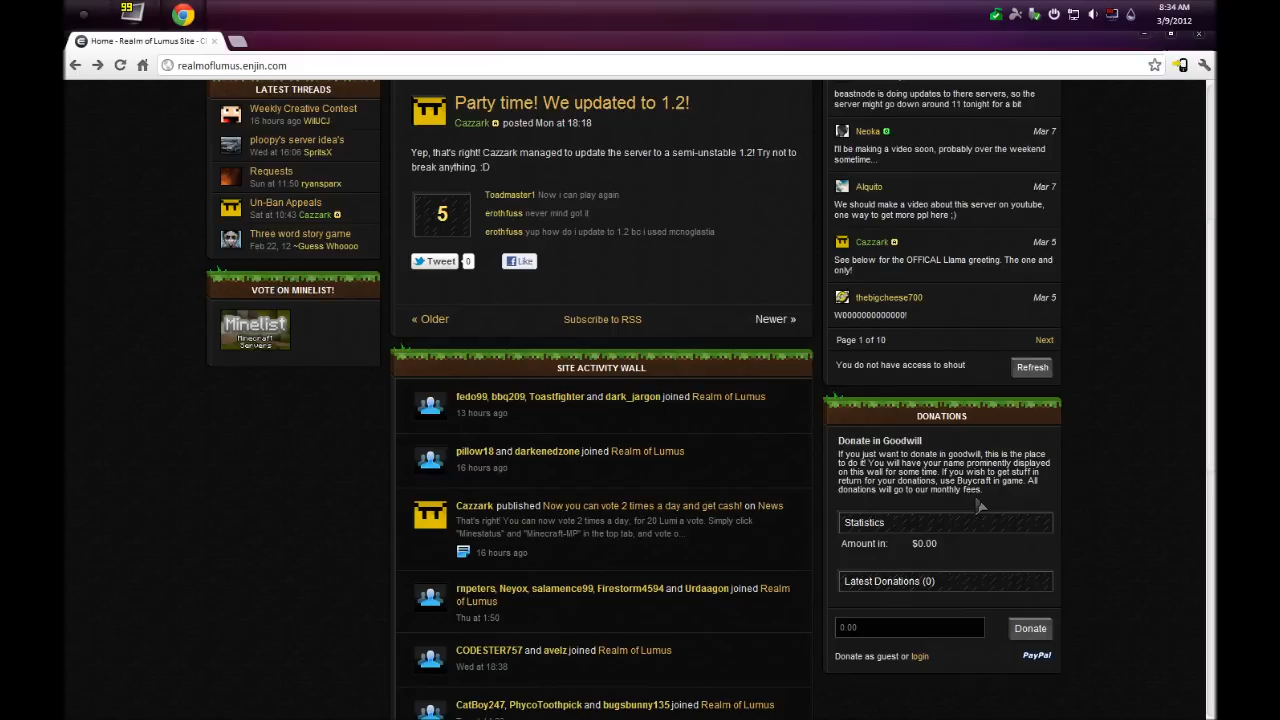 99
8:34 AM
3/9/2012
Home - Realm of Lumus Site - C
realmoflumus.enjin.com
LATEST THREADS
Weekly Creative Contest
16 hours ago WillJCJ
ploopy's server idea's
Wed at 16:06 SpritsX
Requests
Sun at 11:50 ryansparx
Un-Ban Appeals
Sat at 10:43 Cazzark
Three word story game
Feb 22, 12 ~Guess Whoooo
VOTE ON MINELIST!
Minelist
Minecraft
Servers
Party time! We updated to 1.2!
Cazzark posted Mon at 18:18
Yep, that's right! Cazzark managed to update the server to a semi-unstable 1.2! Try not to
break anything. :D
5
Toadmaster1 Now i can play again
erothfuss never mind got it
erothfuss yup how do i update to 1.2 bc i used mcnoglastia
Tweet 0
Like
« Older
Subscribe to RSS
Newer »
SITE ACTIVITY WALL
fedo99, bbq209, Toastfighter and dark_jargon joined Realm of Lumus
13 hours ago
pillow18 and darkenedzone joined Realm of Lumus
16 hours ago
Cazzark published Now you can vote 2 times a day and get cash! on News
That's right! You can now vote 2 times a day, for 20 Lumi a vote. Simply click
"Minestatus" and "Minecraft-MP" in the top tab, and vote o...
16 hours ago
rnpeters, Neyox, salamence99, Firestorm4594 and Urdaagon joined Realm
of Lumus
Thu at 1:50
CODESTER757 and avelz joined Realm of Lumus
Wed at 18:38
CatBoy247, PhycoToothpick and bugsbunny135 joined Realm of Lumus
beastnode is doing updates to there servers, so the
server might go down around 11 tonight for a bit
Neoka
Mar 7
I'll be making a video soon, probably over the weekend
sometime...
Alquito
Mar 7
We should make a video about this server on youtube,
one way to get more ppl here ;)
Cazzark
Mar 5
See below for the OFFICAL Llama greeting. The one and
only!
thebigcheese700
Mar 5
W0000000000000!
Page 1 of 10
Next
You do not have access to shout
Refresh
DONATIONS
Donate in Goodwill
If you just want to donate in goodwill, this is the place
to do it! You will have your name prominently displayed
on this wall for some time. If you wish to get stuff in
return for your donations, use Buycraft in game. All
donations will go to our monthly fees.
Statistics
Amount in: $0.00
Latest Donations (0)
0.00
Donate
Donate as guest or login
PayPal